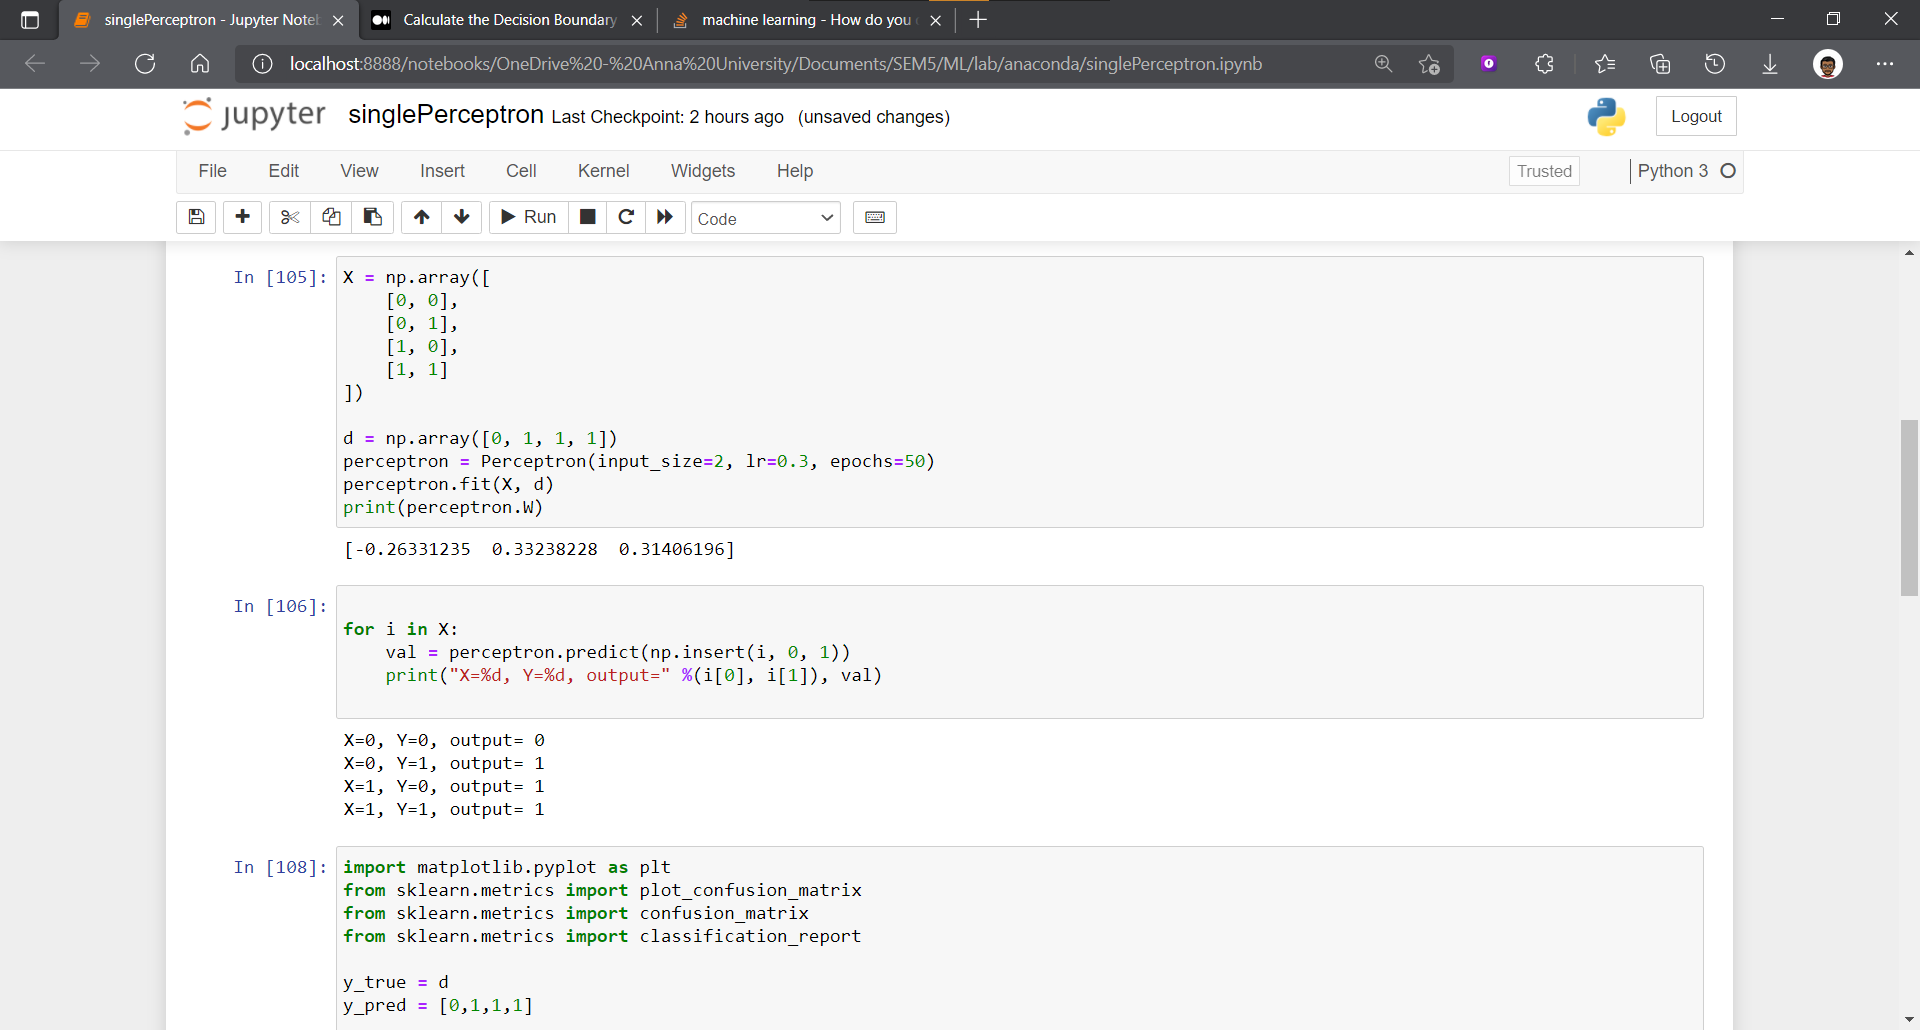 singlePerceptron - Jupyter Note
Calculate the Decision Boundary
machine learning - How do you
localhost:8888/notebooks/OneDrive%20-%20Anna%20University/Documents/SEM5/ML/lab/anaconda/singlePerceptron.ipynb
jupyter singlePerceptron Last Checkpoint: 2 hours ago (unsaved changes)
Logout
File Edit View Insert Cell Kernel Widgets Help
Trusted
Python 3
Run
Code
In [105]: X = np.array([
    [0, 0],
    [0, 1],
    [1, 0],
    [1, 1]
])
d = np.array([0, 1, 1, 1])
perceptron = Perceptron(input_size=2, lr=0.3, epochs=50)
perceptron.fit(X, d)
print(perceptron.W)
[-0.26331235  0.33238228  0.31406196]
In [106]:
for i in X:
    val = perceptron.predict(np.insert(i, 0, 1))
    print("X=%d, Y=%d, output=" %(i[0], i[1]), val)
X=0, Y=0, output= 0
X=0, Y=1, output= 1
X=1, Y=0, output= 1
X=1, Y=1, output= 1
In [108]: import matplotlib.pyplot as plt
from sklearn.metrics import plot_confusion_matrix
from sklearn.metrics import confusion_matrix
from sklearn.metrics import classification_report
y_true = d
y_pred = [0,1,1,1]